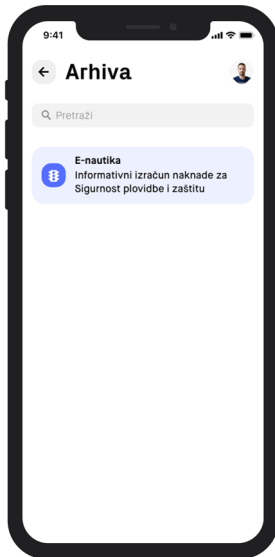 9:41
Arhiva
Pretraži
E-nautika
Informativni izračun naknade za
Sigurnost plovidbe i zaštitu